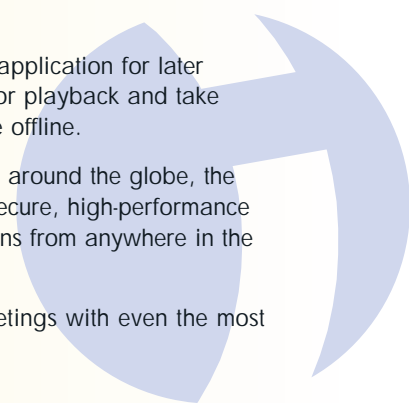 application for later
or playback and take
offline.
around the globe, the
ecure, high-performance
ns from anywhere in the
etings with even the most